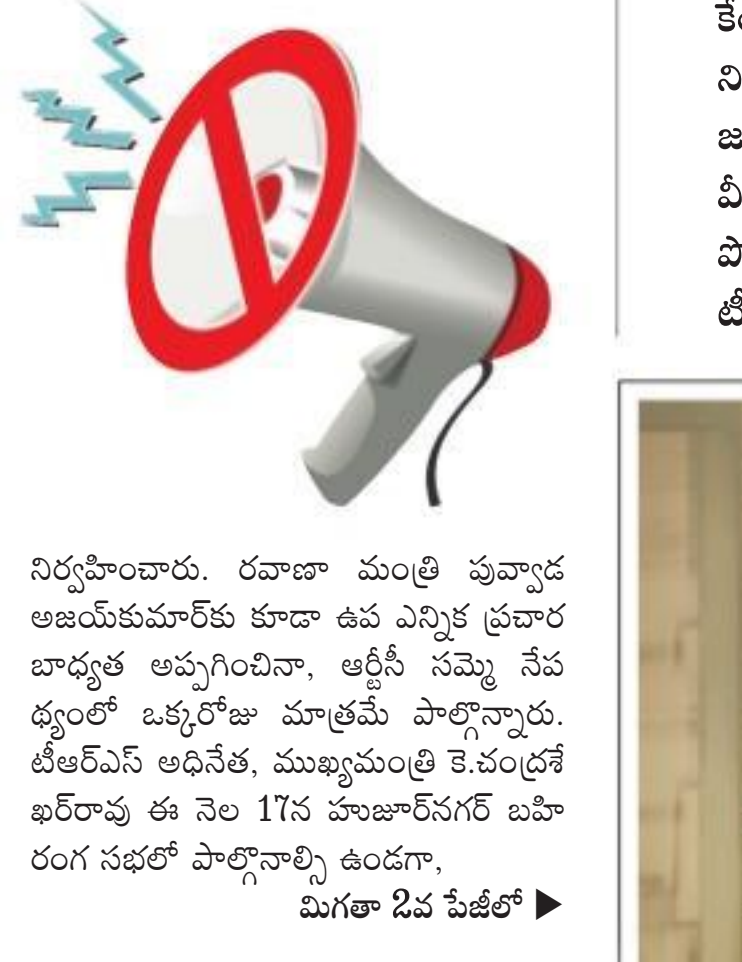 నిర్వహించారు. రవాణా మంత్రి పువ్వాడ
అజయ్‌కుమార్‌కు కూడా ఉప ఎన్నిక ప్రచార
బాధ్యత అప్పగించినా, ఆర్టీసీ సమ్మె నేప
థ్యంలో ఒక్కరోజు మాత్రమే పాల్గొన్నారు.
టీఆర్ఎస్ అధినేత, ముఖ్యమంత్రి కె.చంద్రశే
ఖర్‌రావు ఈ నెల 17న హుజూర్‌నగర్ బహి
రంగ సభలో పాల్గొనాల్సి ఉండగా,
మిగతా 2వ పేజీలో ▶